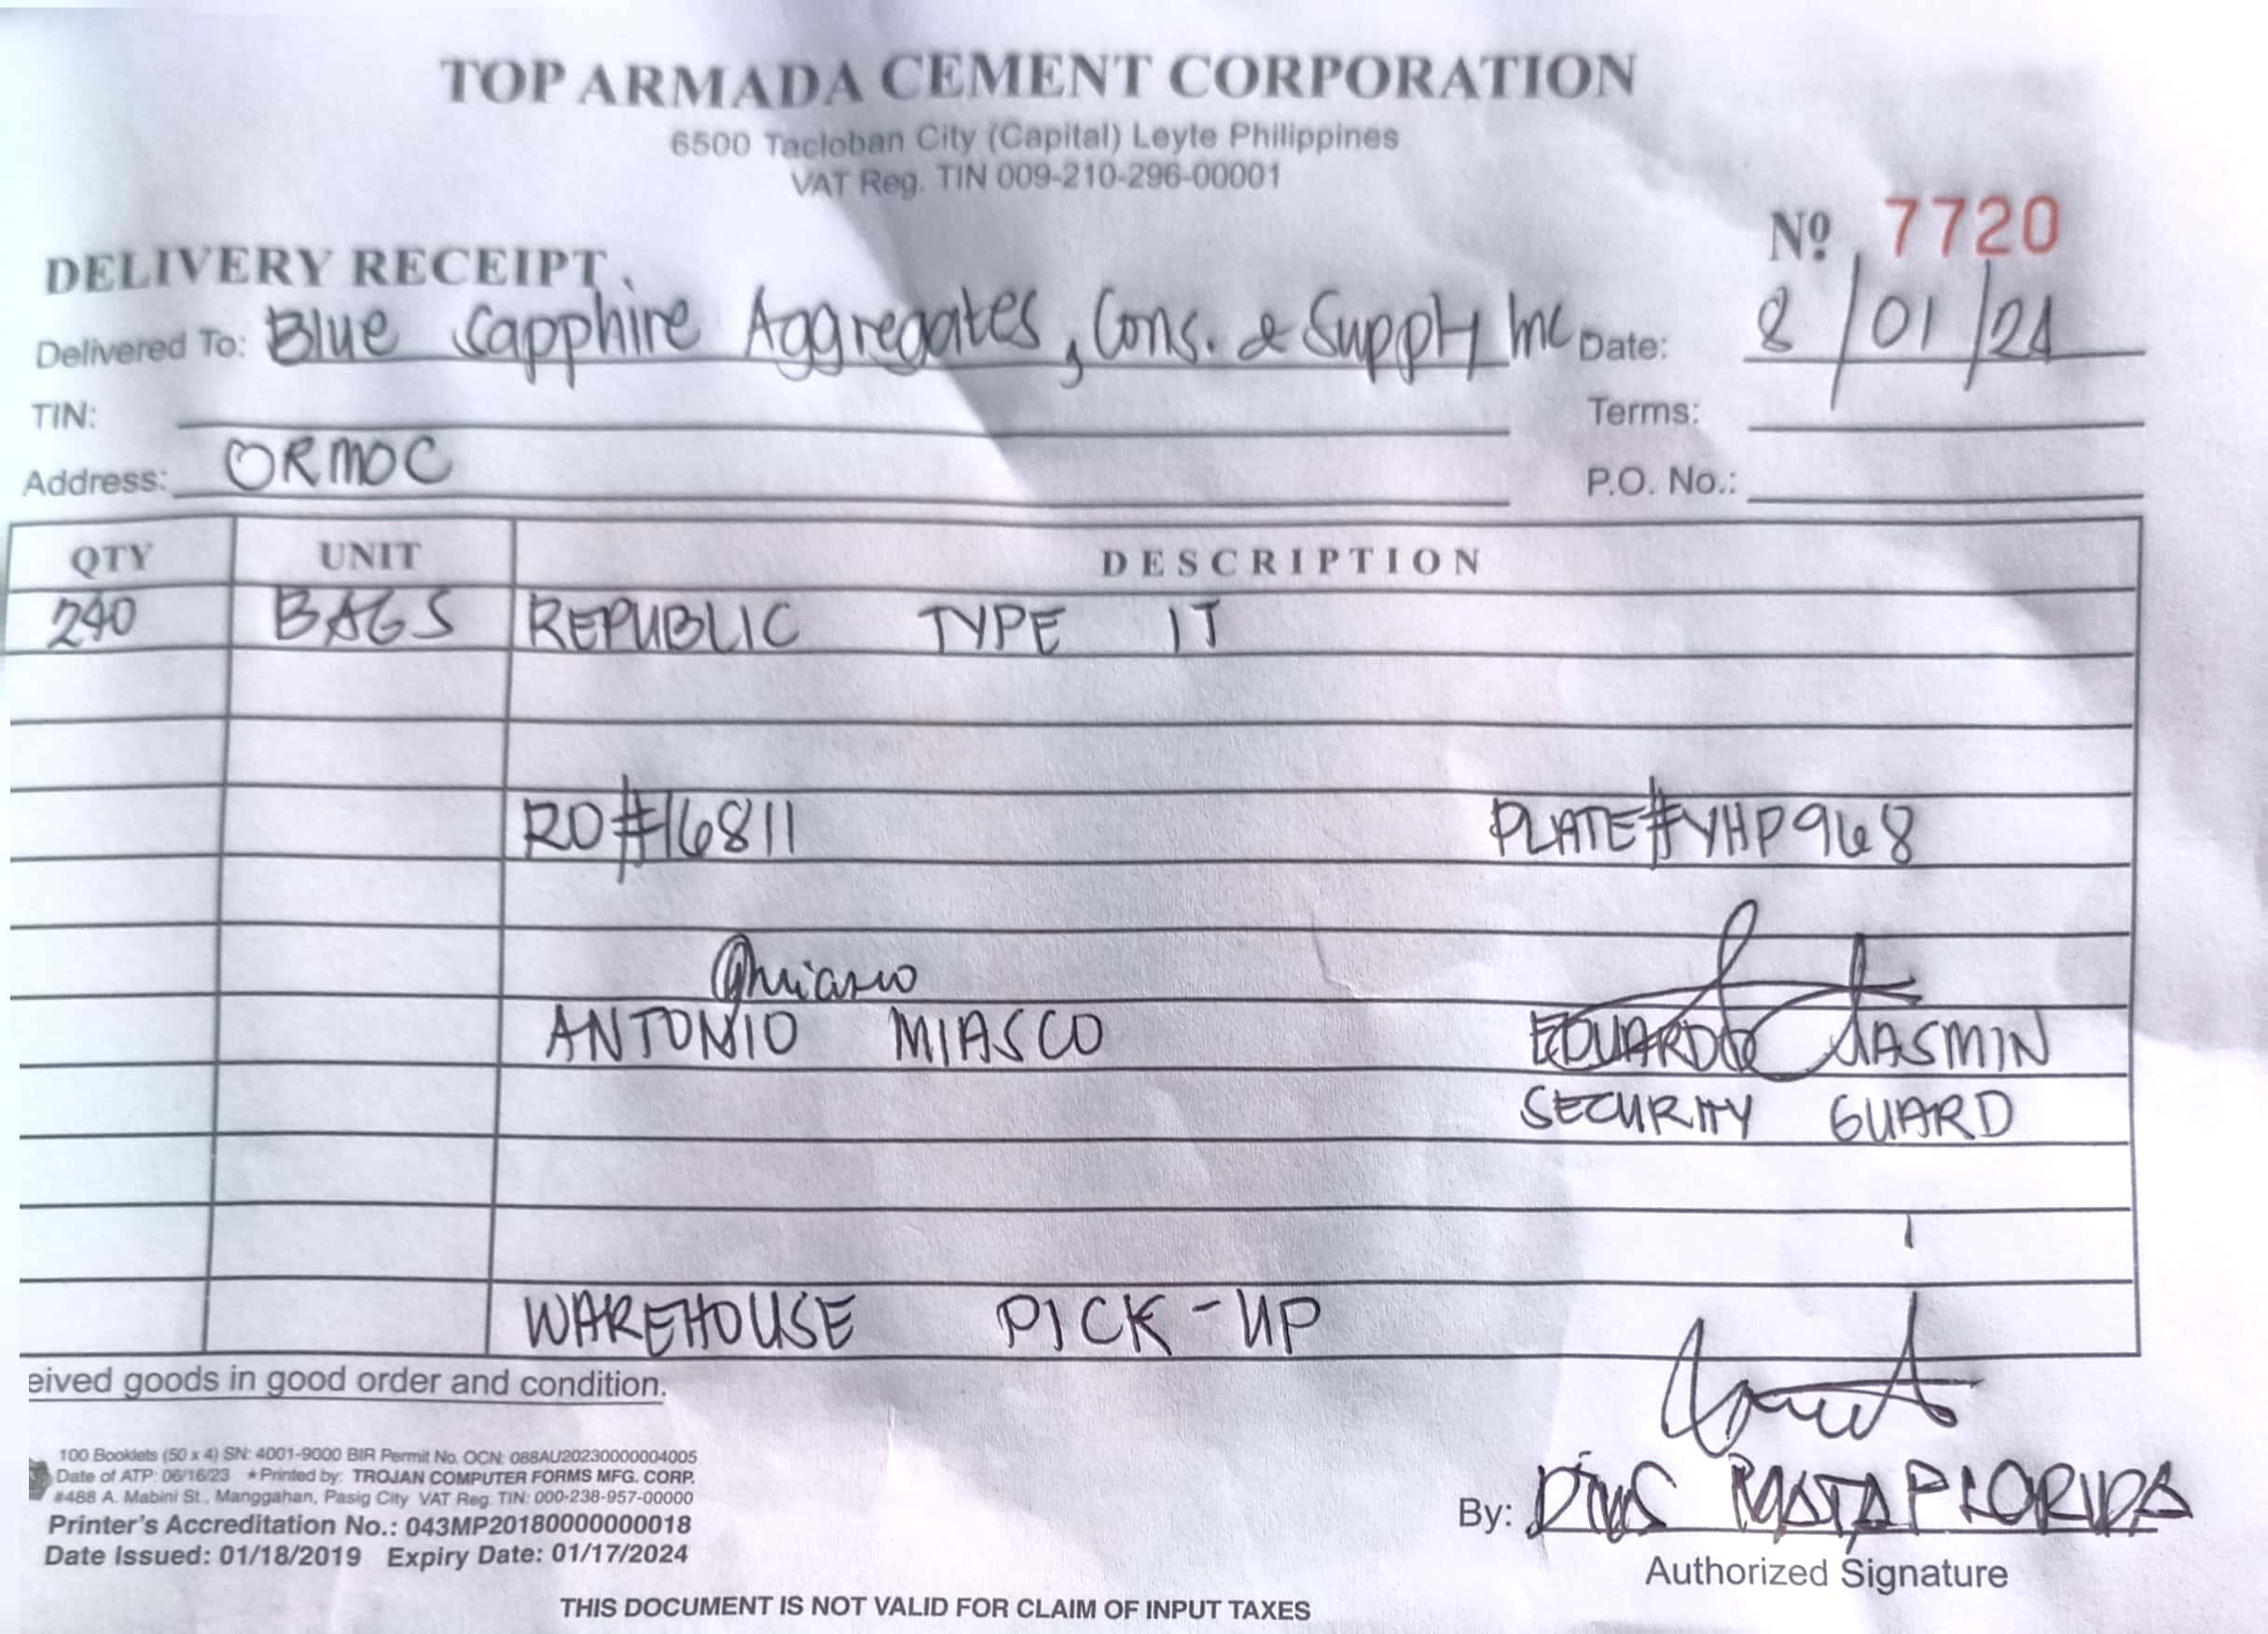 TOP ARMADA CEMENT CORPORATION
6500 Tacloban City (Capital) Leyte Philippines
VAT Reg. TIN 009-210-296-00001
Nº 7720
DELIVERY RECEIPT
Delivered To: Blue Sapphire Aggregates, Cons. & Supply Inc Date: 8/01/24
TIN: Terms:
Address: ORMOC P.O. No.:
QTY UNIT DESCRIPTION
240 BAGS REPUBLIC TYPE 1T
RO#16811 PLATE#YHP968
ANTONIO MIASCO EDUARDO JASMIN
SECURITY GUARD
WAREHOUSE PICK-UP
eived goods in good order and condition.
100 Booklets (50 x 4) SN: 4001-9000 BIR Permit No. OCN: 088AU20230000004005
Date of ATP: 06/16/23 ★Printed by: TROJAN COMPUTER FORMS MFG. CORP.
#488 A. Mabini St., Manggahan, Pasig City VAT Reg. TIN: 000-238-957-00000
Printer's Accreditation No.: 043MP20180000000018
Date Issued: 01/18/2019 Expiry Date: 01/17/2024
By:
Authorized Signature
THIS DOCUMENT IS NOT VALID FOR CLAIM OF INPUT TAXES